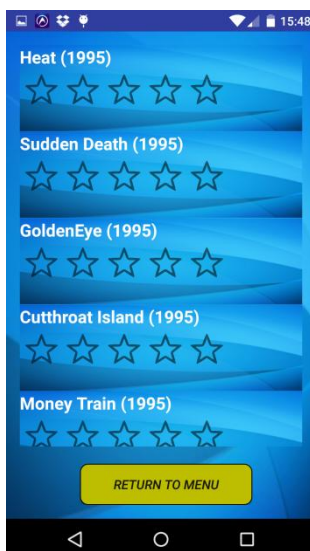 15:48
Heat (1995)
Sudden Death (1995)
GoldenEye (1995)
Cutthroat Island (1995)
Money Train (1995)
RETURN TO MENU